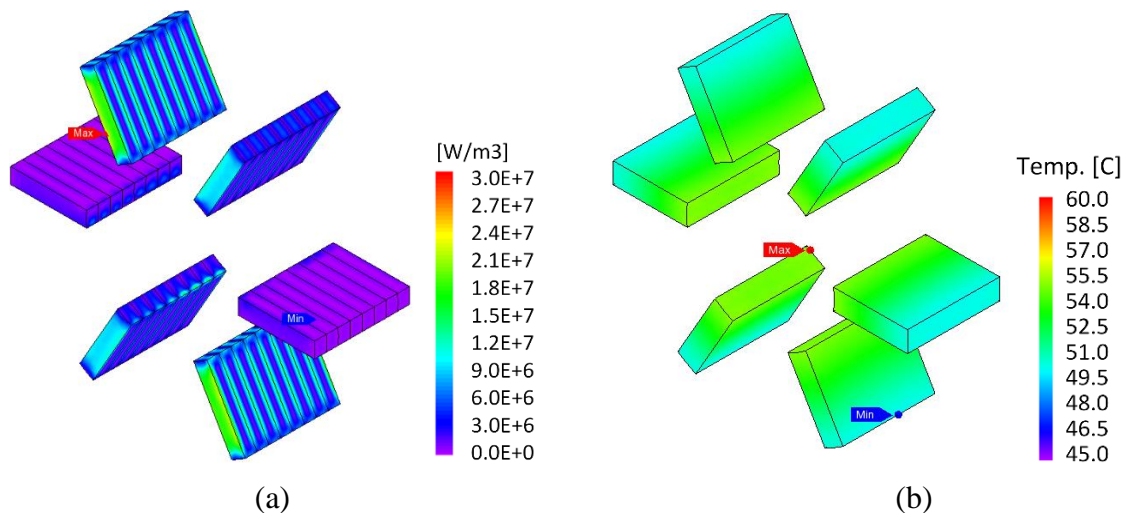 Max
Min
[W/m3]
3.0E+7
2.7E+7
2.4E+7
2.1E+7
1.8E+7
1.5E+7
1.2E+7
9.0E+6
6.0E+6
3.0E+6
0.0E+0
(a)
Max
Min
Temp. [C]
60.0
58.5
57.0
55.5
54.0
52.5
51.0
49.5
48.0
46.5
45.0
(b)